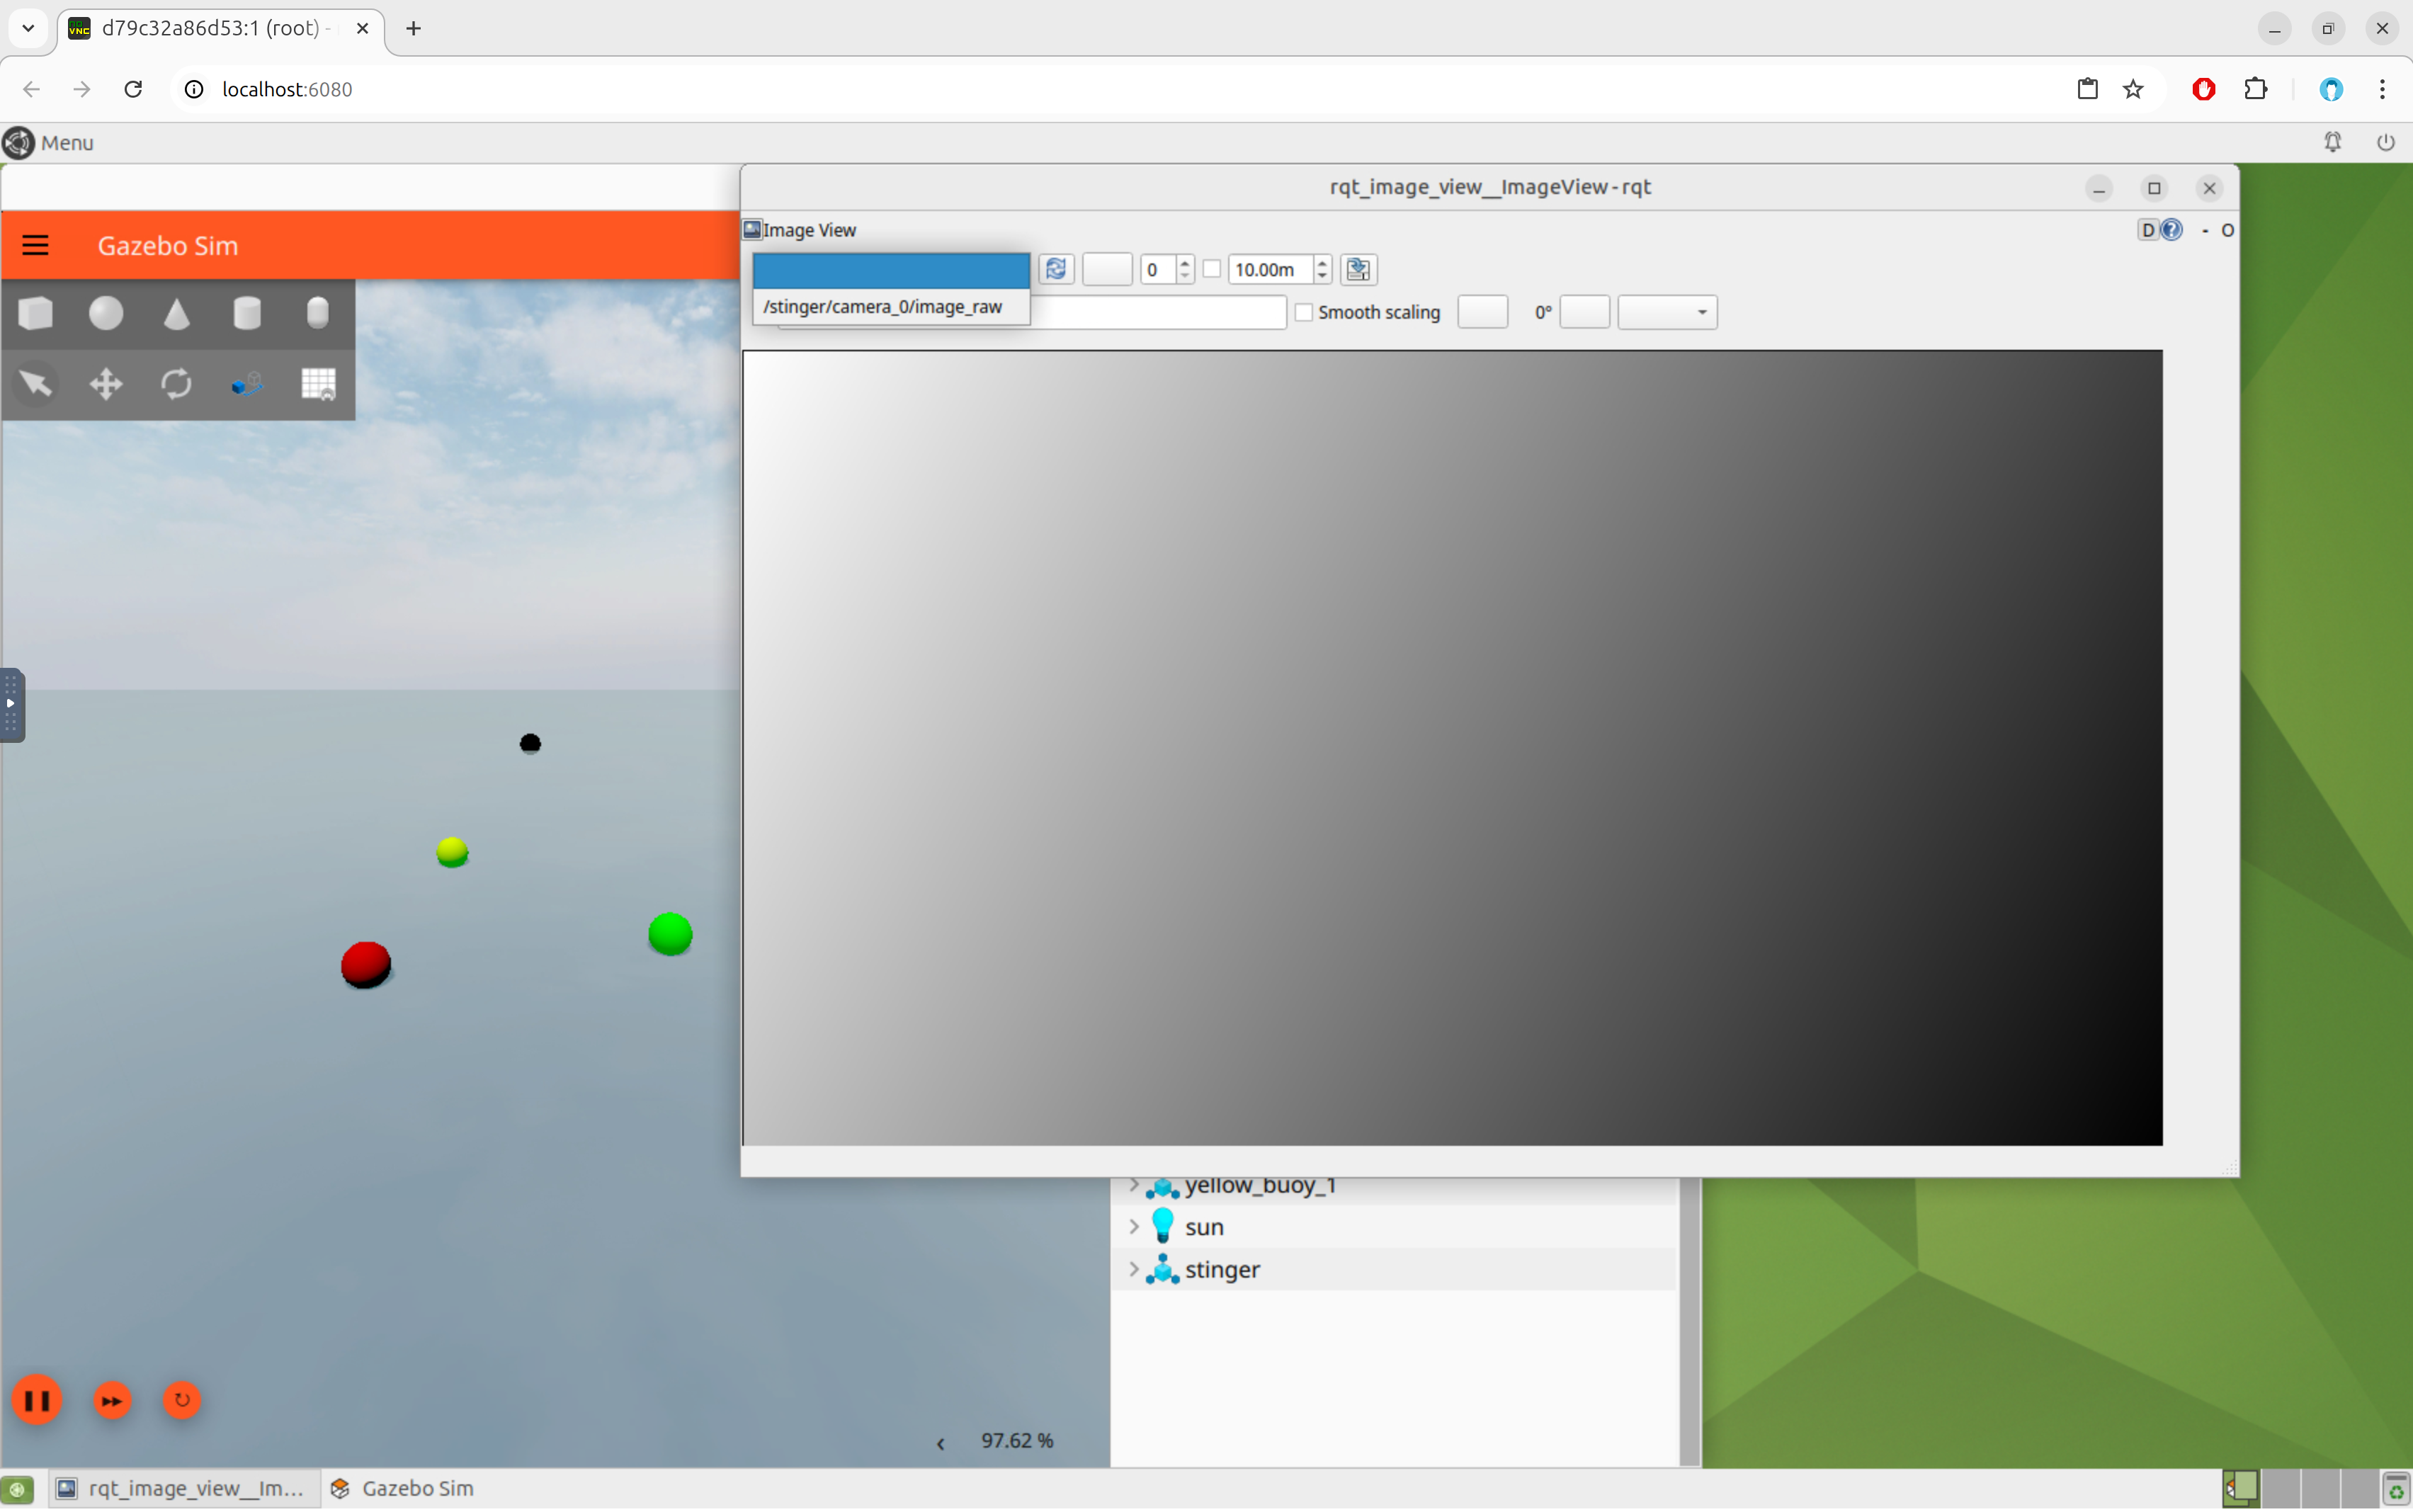 d79c32a86d53:1 (root) -
localhost:6080
Menu
rqt_image_view__ImageView - rqt
Image View
D
- O
Gazebo Sim
0
10.00m
/stinger/camera_0/image_raw
Smooth scaling
0°
yellow_buoy_1
sun
stinger
97.62 %
rqt_image_view__Im...
Gazebo Sim